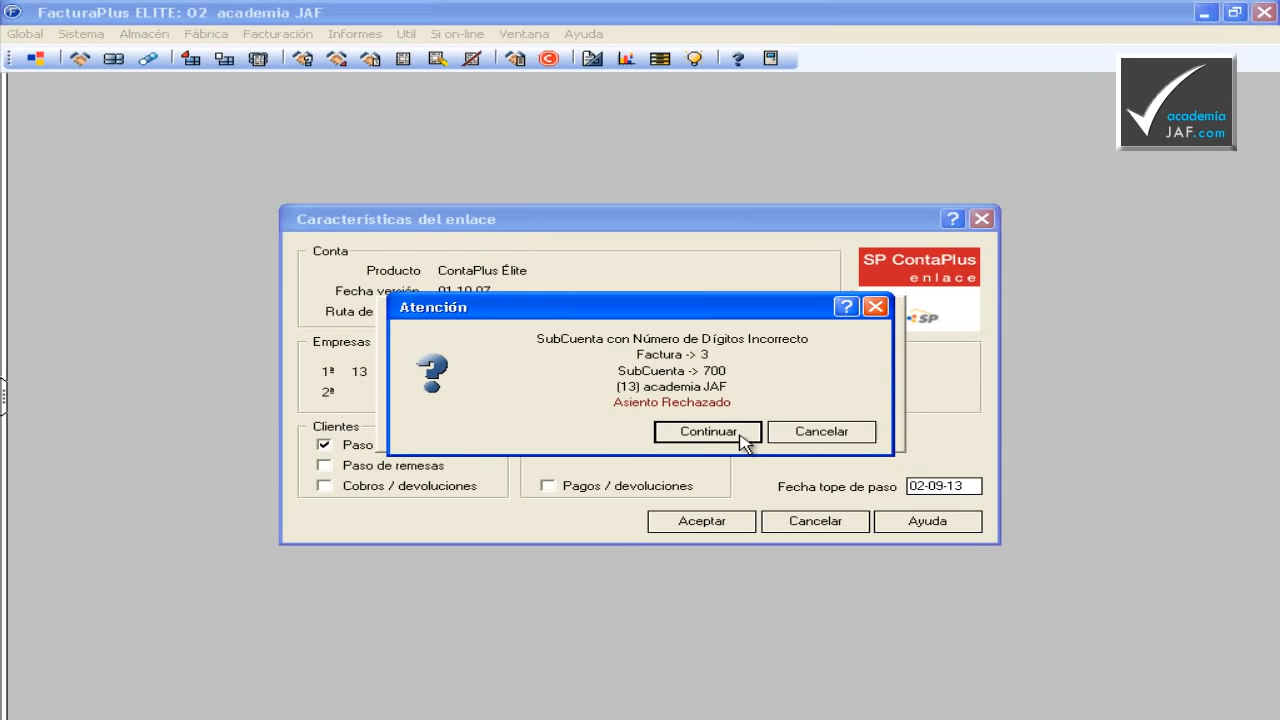 FacturaPlus ELITE: 02 academia JAF
Global Sistema Almacén Fábrica Facturación Informes Util Si on-line Ventana Ayuda
academia
JAF.com
Características del enlace
Conta
Producto ContaPlus Élite
Fecha versión 01.10.07
Ruta de
SP ContaPlus
enlace
SP
Atención
SubCuenta con Número de Dígitos Incorrecto
Factura -> 3
SubCuenta -> 700
(13) academia JAF
Asiento Rechazado
Continuar Cancelar
Empresas
1ª 13
2ª
Clientes
Paso
Paso de remesas
Cobros / devoluciones
Pagos / devoluciones
Fecha tope de paso 02-09-13
Aceptar Cancelar Ayuda